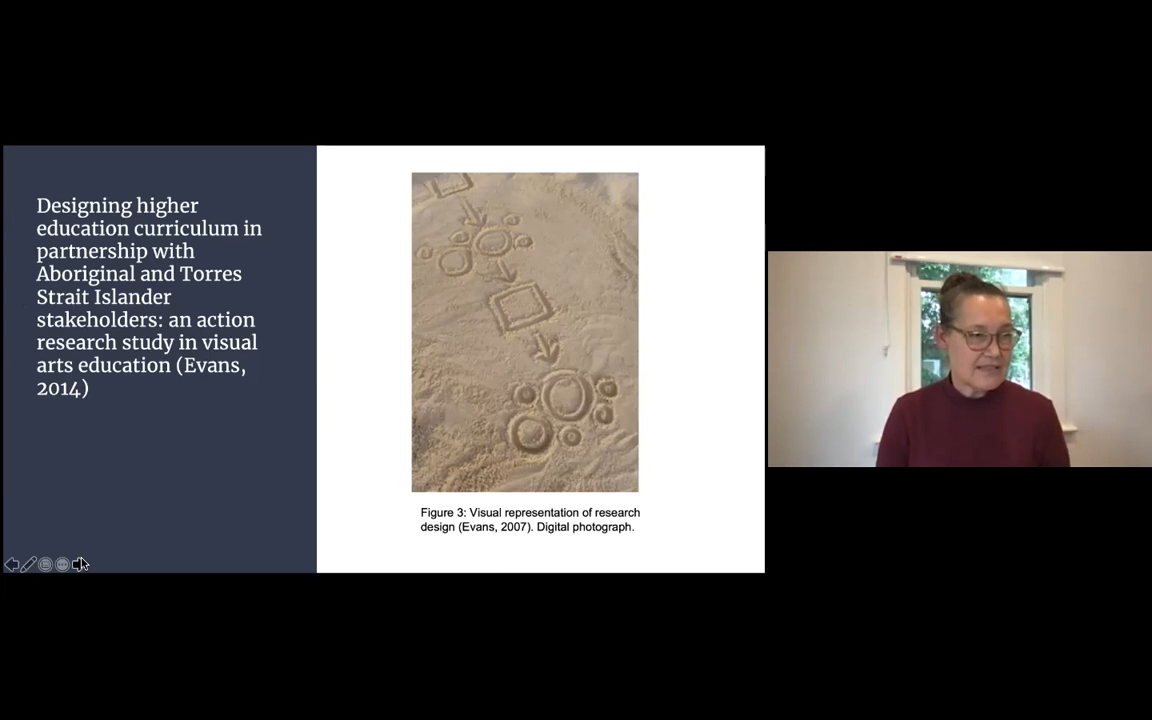 Designing higher
education curriculum in
partnership with
Aboriginal and Torres
Strait Islander
stakeholders: an action
research study in visual
arts education (Evans,
2014)
Figure 3: Visual representation of research
design (Evans, 2007). Digital photograph.